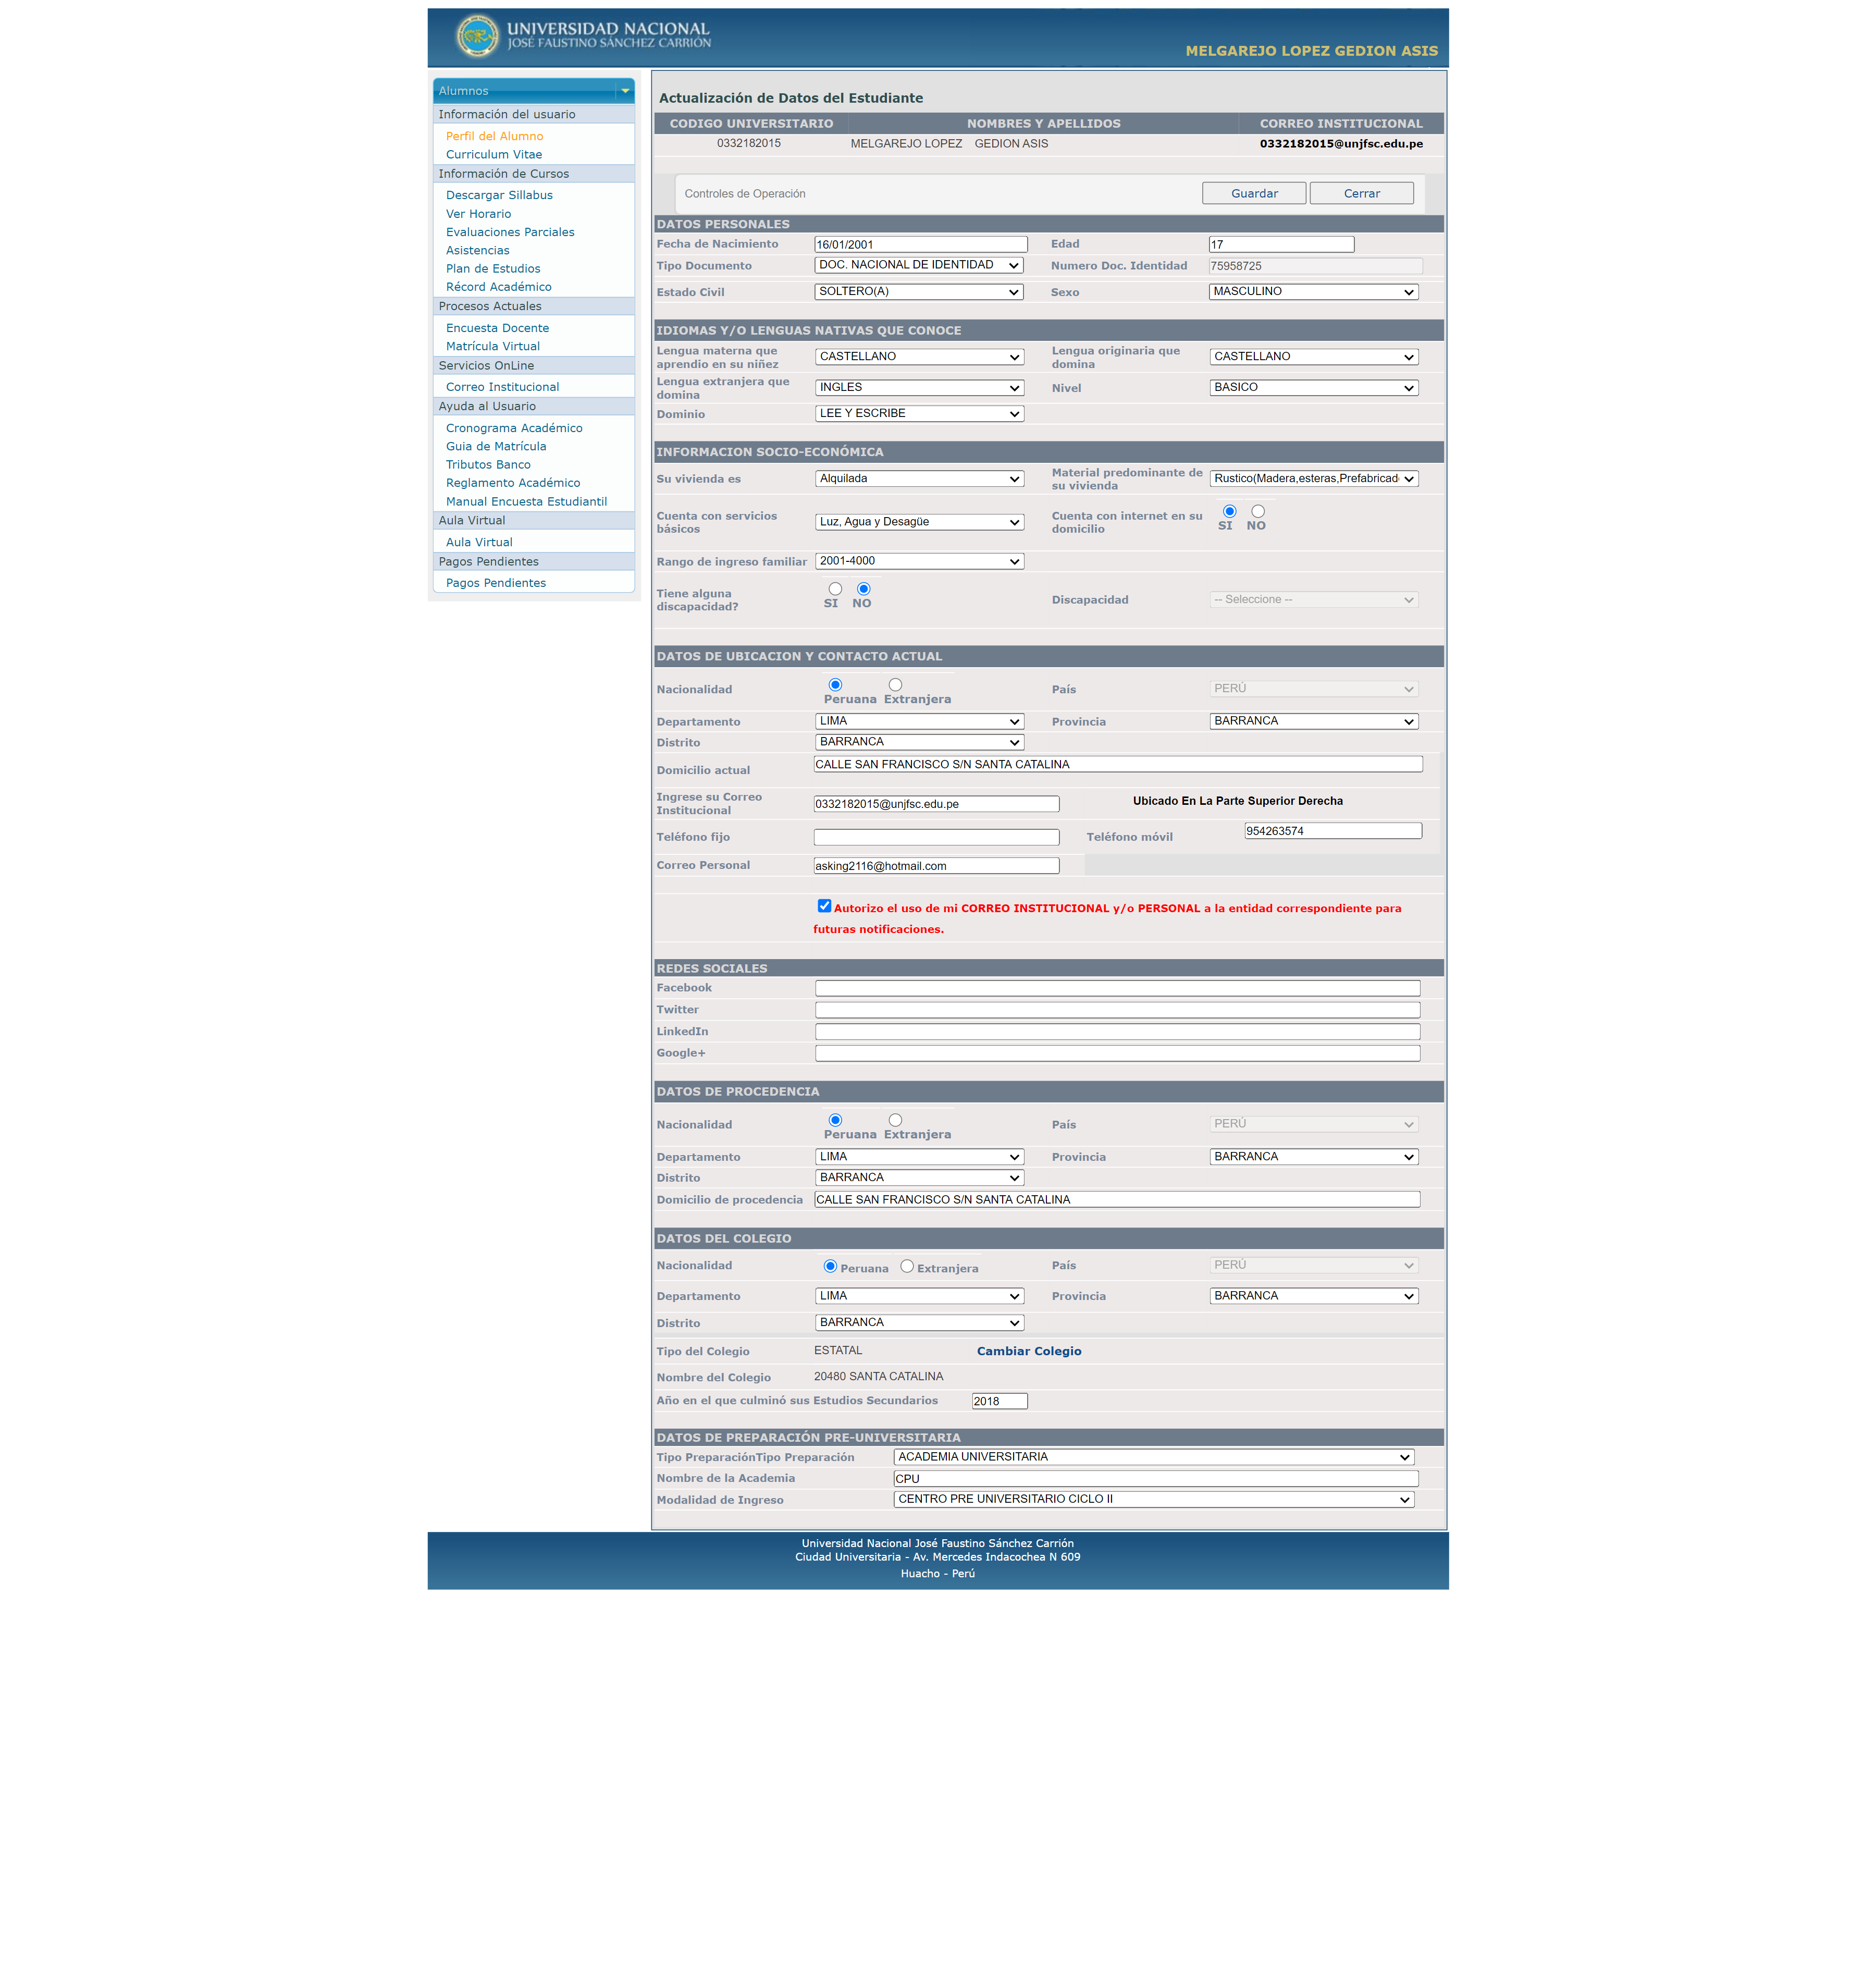 UNIVERSIDAD NACIONAL
JOSÉ FAUSTINO SÁNCHEZ CARRIÓN
MELGAREJO LOPEZ GEDION ASIS
Alumnos
Información del usuario
Perfil del Alumno
Curriculum Vitae
Información de Cursos
Descargar Sillabus
Ver Horario
Evaluaciones Parciales
Asistencias
Plan de Estudios
Récord Académico
Procesos Actuales
Encuesta Docente
Matrícula Virtual
Servicios OnLine
Correo Institucional
Ayuda al Usuario
Cronograma Académico
Guia de Matrícula
Tributos Banco
Reglamento Académico
Manual Encuesta Estudiantil
Aula Virtual
Aula Virtual
Pagos Pendientes
Pagos Pendientes
Actualización de Datos del Estudiante
CODIGO UNIVERSITARIO NOMBRES Y APELLIDOS CORREO INSTITUCIONAL
0332182015 MELGAREJO LOPEZ GEDION ASIS 0332182015@unjfsc.edu.pe
Controles de Operación Guardar Cerrar
DATOS PERSONALES
Fecha de Nacimiento 16/01/2001 Edad 17
Tipo Documento DOC. NACIONAL DE IDENTIDAD Numero Doc. Identidad 75958725
Estado Civil SOLTERO(A) Sexo MASCULINO
IDIOMAS Y/O LENGUAS NATIVAS QUE CONOCE
Lengua materna que aprendio en su niñez CASTELLANO Lengua originaria que domina CASTELLANO
Lengua extranjera que domina INGLES Nivel BASICO
Dominio LEE Y ESCRIBE
INFORMACION SOCIO-ECONÓMICA
Su vivienda es Alquilada Material predominante de su vivienda Rustico(Madera,esteras,Prefabricad
Cuenta con servicios básicos Luz, Agua y Desagüe Cuenta con internet en su domicilio SI NO
Rango de ingreso familiar 2001-4000
Tiene alguna discapacidad? SI NO Discapacidad -- Seleccione --
DATOS DE UBICACION Y CONTACTO ACTUAL
Nacionalidad Peruana Extranjera País PERÚ
Departamento LIMA Provincia BARRANCA
Distrito BARRANCA
Domicilio actual CALLE SAN FRANCISCO S/N SANTA CATALINA
Ingrese su Correo Institucional 0332182015@unjfsc.edu.pe Ubicado En La Parte Superior Derecha
Teléfono fijo Teléfono móvil 954263574
Correo Personal asking2116@hotmail.com
Autorizo el uso de mi CORREO INSTITUCIONAL y/o PERSONAL a la entidad correspondiente para
futuras notificaciones.
REDES SOCIALES
Facebook
Twitter
LinkedIn
Google+
DATOS DE PROCEDENCIA
Nacionalidad Peruana Extranjera País PERÚ
Departamento LIMA Provincia BARRANCA
Distrito BARRANCA
Domicilio de procedencia CALLE SAN FRANCISCO S/N SANTA CATALINA
DATOS DEL COLEGIO
Nacionalidad Peruana Extranjera País PERÚ
Departamento LIMA Provincia BARRANCA
Distrito BARRANCA
Tipo del Colegio ESTATAL Cambiar Colegio
Nombre del Colegio 20480 SANTA CATALINA
Año en el que culminó sus Estudios Secundarios 2018
DATOS DE PREPARACIÓN PRE-UNIVERSITARIA
Tipo PreparaciónTipo Preparación ACADEMIA UNIVERSITARIA
Nombre de la Academia CPU
Modalidad de Ingreso CENTRO PRE UNIVERSITARIO CICLO II
Universidad Nacional José Faustino Sánchez Carrión
Ciudad Universitaria - Av. Mercedes Indacochea N 609
Huacho - Perú